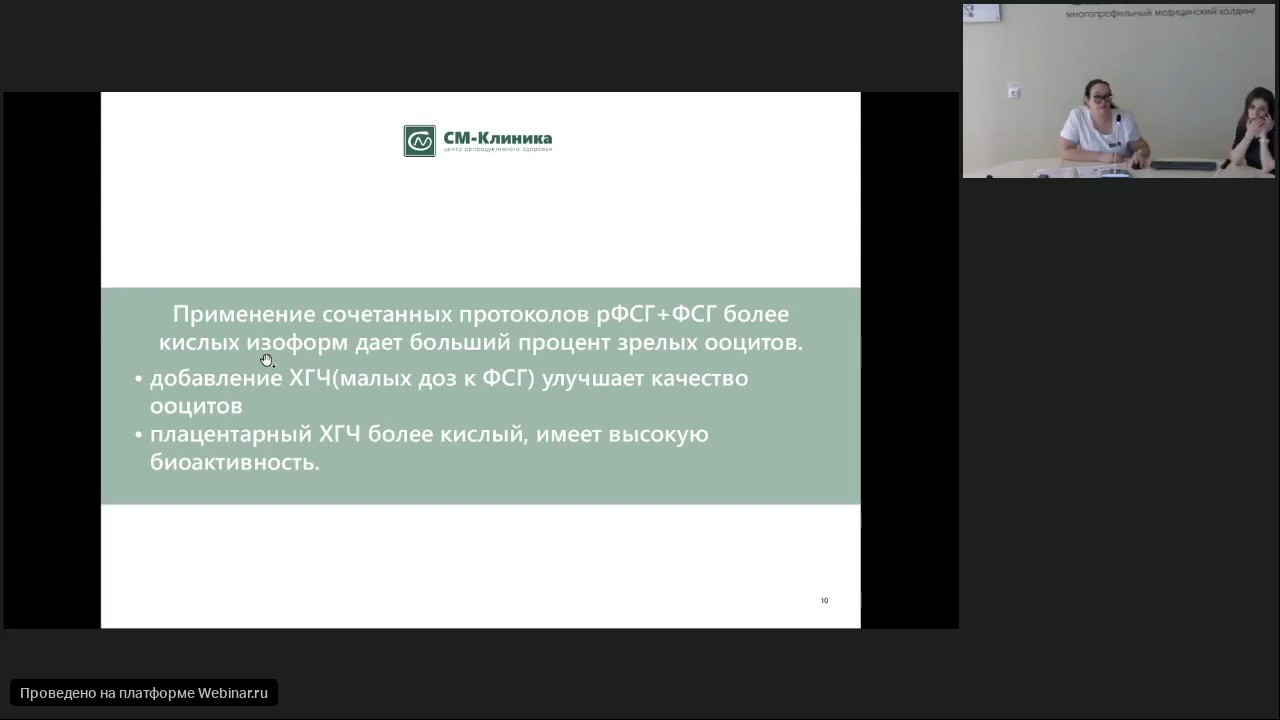 многопрофильный медицинский холдинг
СМ-Клиника
центр репродуктивного здоровья
Применение сочетанных протоколов рФСГ+ФСГ более
кислых изоформ дает больший процент зрелых ооцитов.
• добавление ХГЧ(малых доз к ФСГ) улучшает качество
ооцитов
• плацентарный ХГЧ более кислый, имеет высокую
биоактивность.
10
Проведено на платформе Webinar.ru